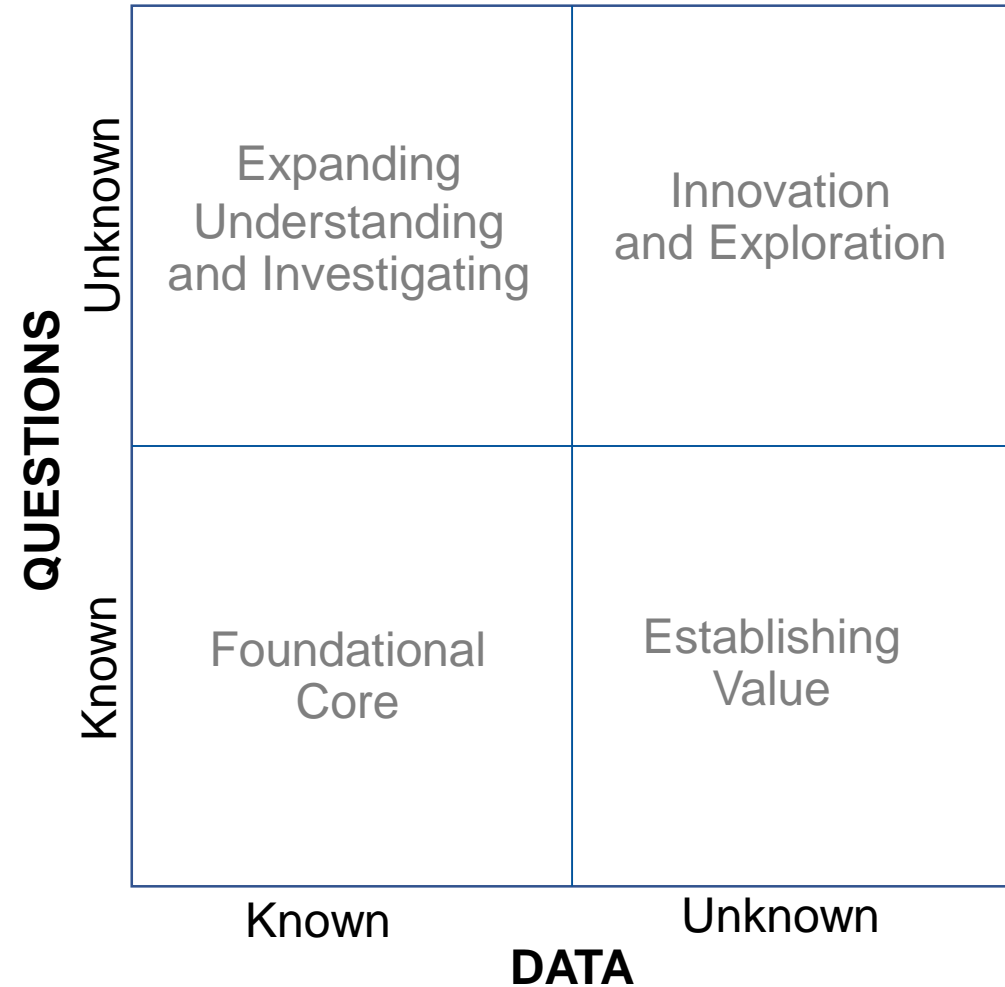 QUESTIONS
Unknown
Expanding
Understanding
and Investigating
Innovation
and Exploration
Known
Foundational
Core
Establishing
Value
Known
Unknown
DATA